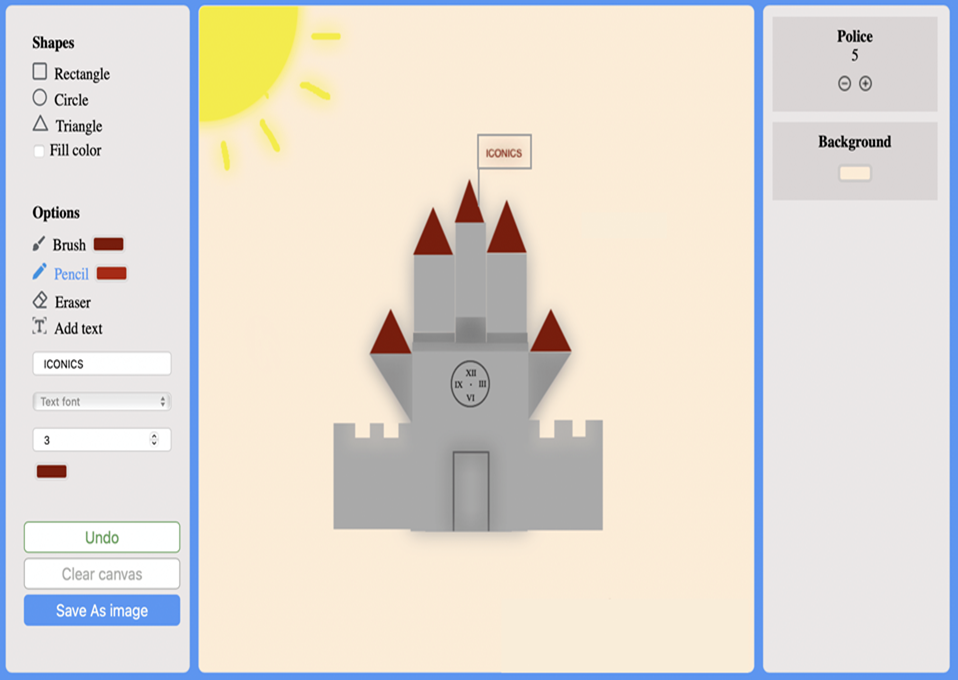 Shapes
Rectangle
Circle
Triangle
Fill color
Options
Brush
Pencil
Eraser
Add text
ICONICS
Text font
3
Undo
Clear canvas
Save As image
ICONICS
XII
IX · III
VI
Police
5
Background